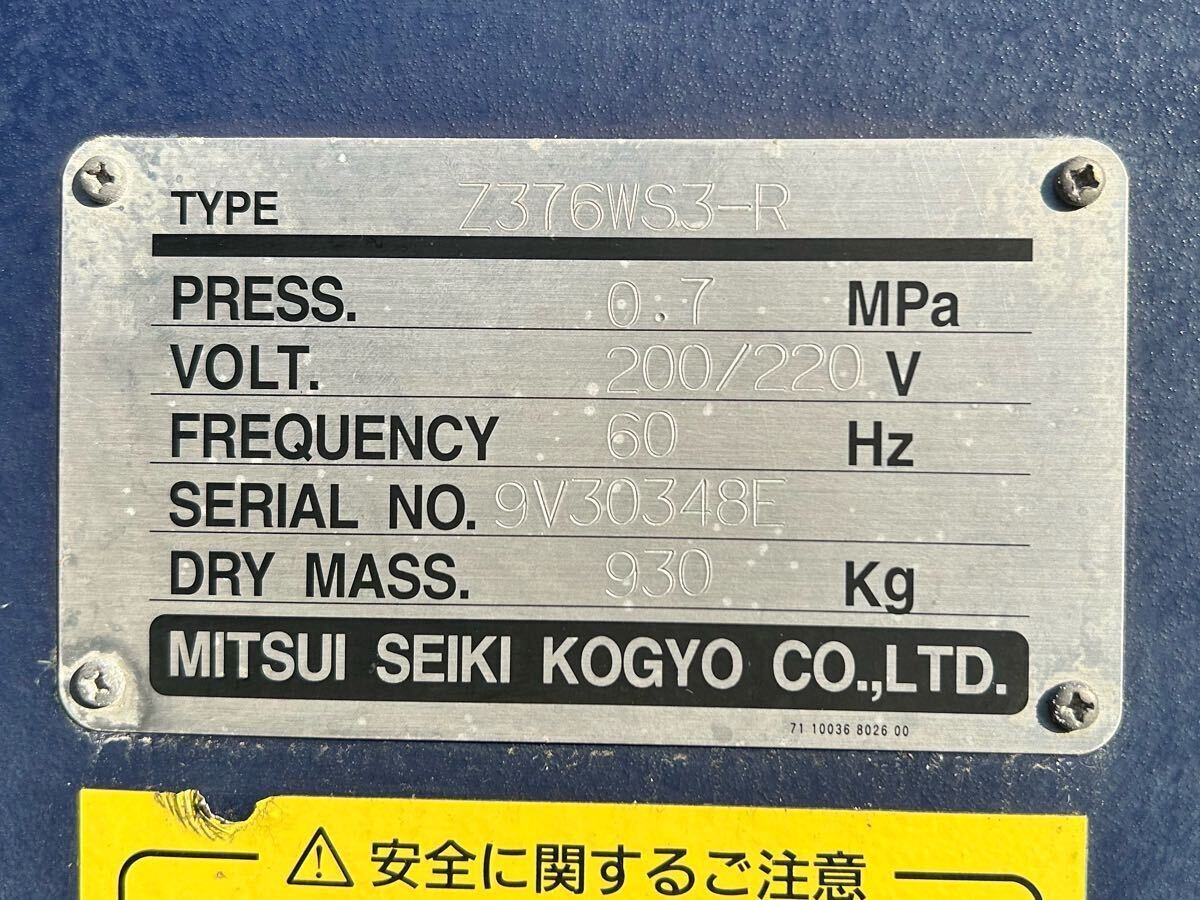 TYPE Z376WS3-R
PRESS. 0.7 MPa
VOLT. 200/220 V
FREQUENCY 60 Hz
SERIAL NO. 9V30348E
DRY MASS. 930 Kg
MITSUI SEIKI KOGYO CO.,LTD.
71 10036 8026 00
安全に関するご注意